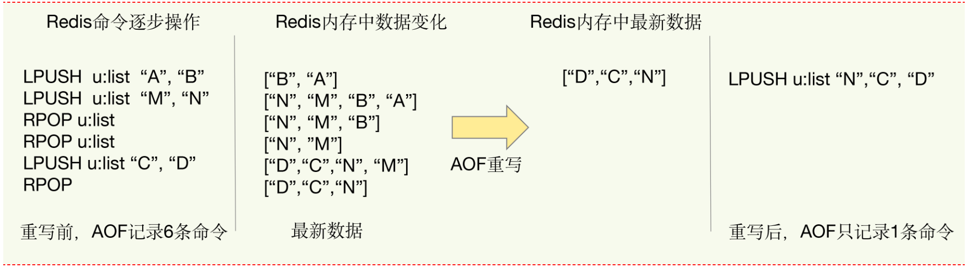 Redis命令逐步操作
LPUSH u:list “A”, “B”
LPUSH u:list “M”, “N”
RPOP u:list
RPOP u:list
LPUSH u:list “C”, “D”
RPOP
重写前，AOF记录6条命令
Redis内存中数据变化
[“B”, “A”]
[“N”, “M”, “B”, “A”]
[“N”, “M”, “B”]
[“N”, ”M”]
[“D”,“C”,“N”, “M”]
[“D”,“C”,“N”]
最新数据
AOF重写
Redis内存中最新数据
[“D”,“C”,“N”]
LPUSH u:list “N”,“C”, “D”
重写后，AOF只记录1条命令